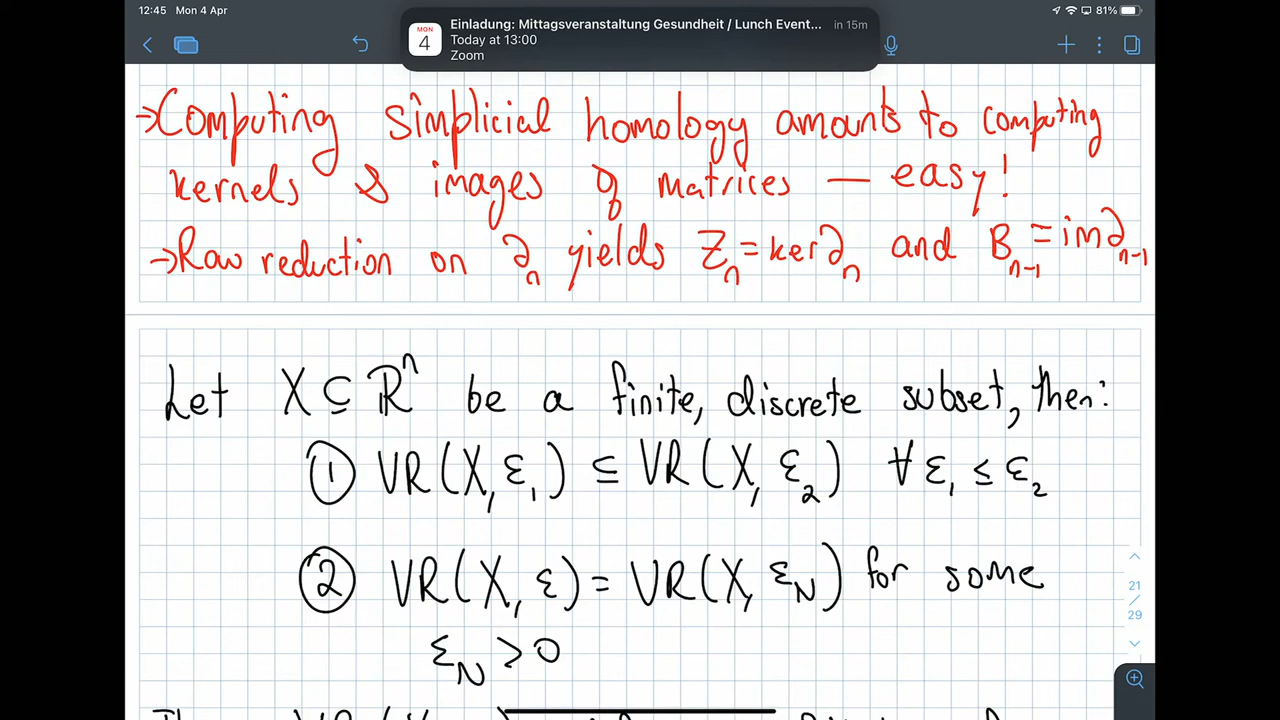 12:45 Mon 4 Apr
81%
MON
4
Einladung: Mittagsveranstaltung Gesundheit / Lunch Event...
in 15m
Today at 13:00
Zoom
→Computing simplicial homology amounts to computing
kernels & images of matrices — easy!
→Row reduction on ∂ₙ yields Zₙ = ker ∂ₙ and Bₙ₋₁ = im ∂ₙ₋₁
Let X ⊆ ℝⁿ be a finite, discrete subset, then:
① VR(X, ε₁) ⊆ VR(X, ε₂) ∀ ε₁ ≤ ε₂
② VR(X, ε) = VR(X, ε_N) for some
ε_N > 0
21
/
29